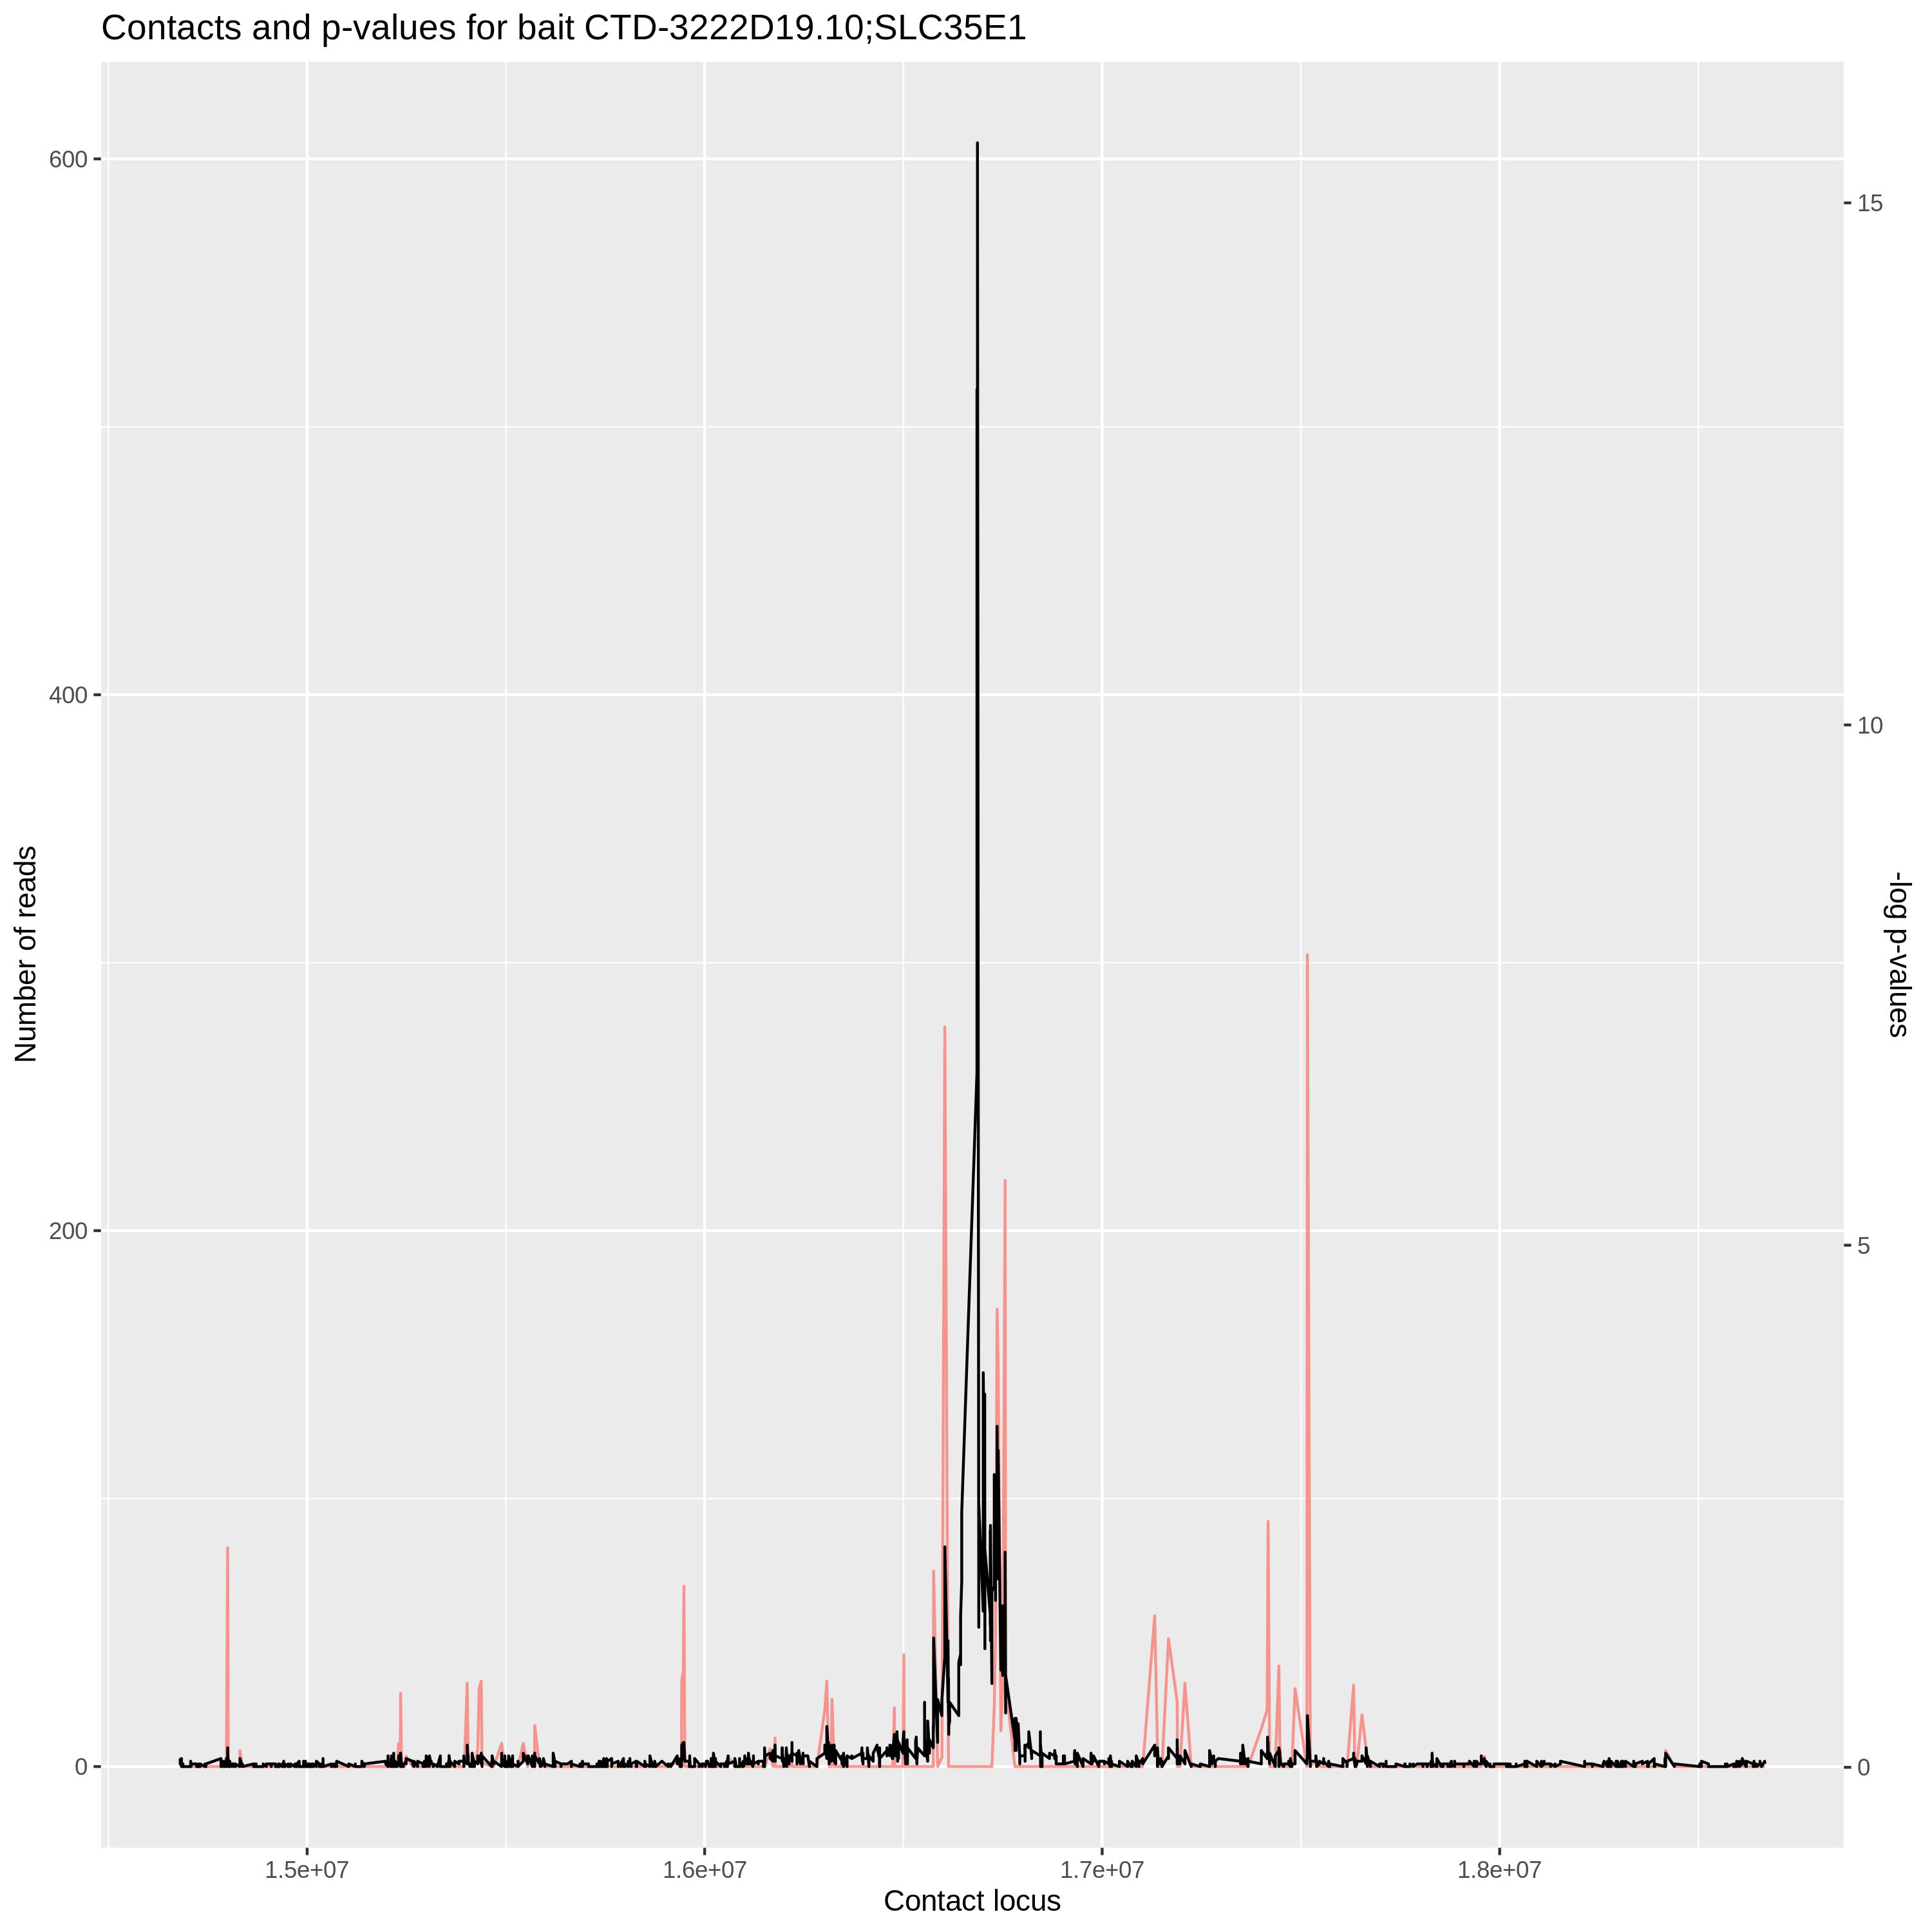 Contacts and p-values for bait CTD-3222D19.10;SLC35E1
600
400
200
0
Number of reads
15
10
5
0
-log p-values
1.5e+07 1.6e+07 1.7e+07 1.8e+07
Contact locus